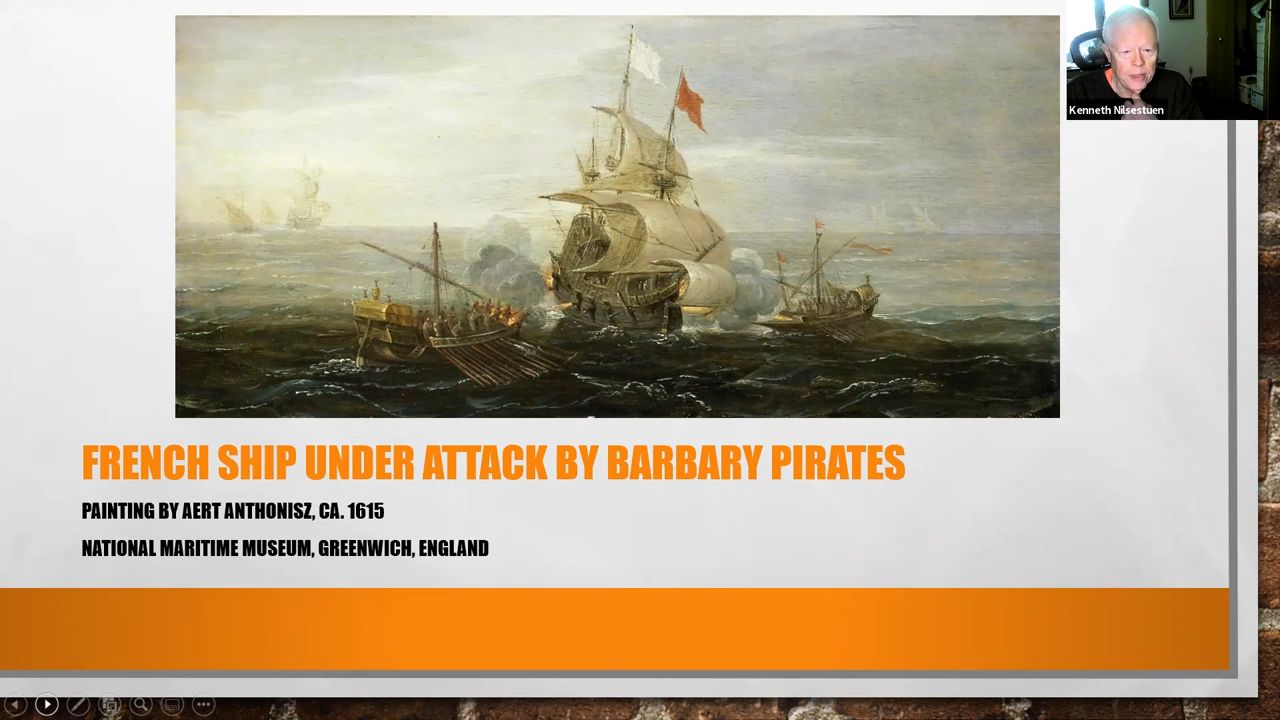 Kenneth Nilsestuen
FRENCH SHIP UNDER ATTACK BY BARBARY PIRATES
PAINTING BY AERT ANTHONISZ, CA. 1615
NATIONAL MARITIME MUSEUM, GREENWICH, ENGLAND